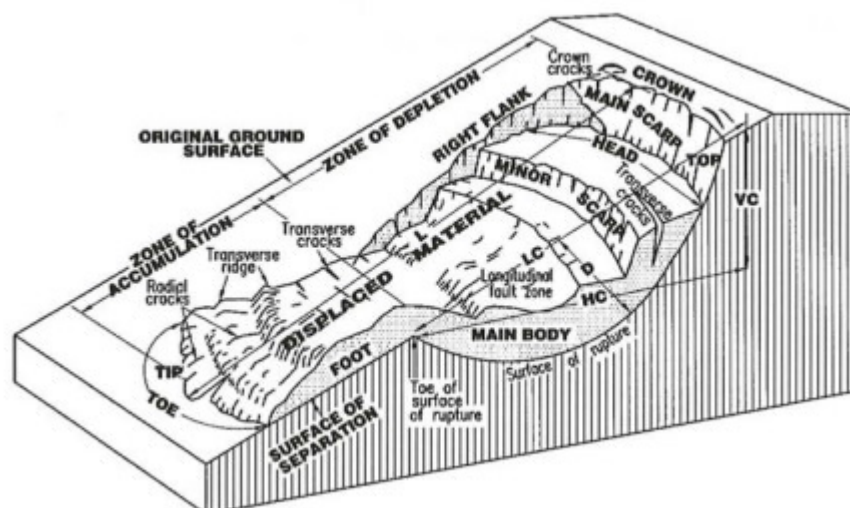 Crown
cracks
CROWN
MAIN SCARP
TOP
ZONE OF DEPLETION
RIGHT FLANK
HEAD
ORIGINAL GROUND
SURFACE
MINOR
SCARP
Transverse
cracks
VC
ZONE OF
ACCUMULATION
Transverse
cracks
Transverse
ridge
Radial
cracks
L
DISPLACED MATERIAL
LC
D
Longitudinal
fault zone
HC
MAIN BODY
Surface of rupture
FOOT
TIP
TOE
Toe of
surface
of rupture
SURFACE OF
SEPARATION